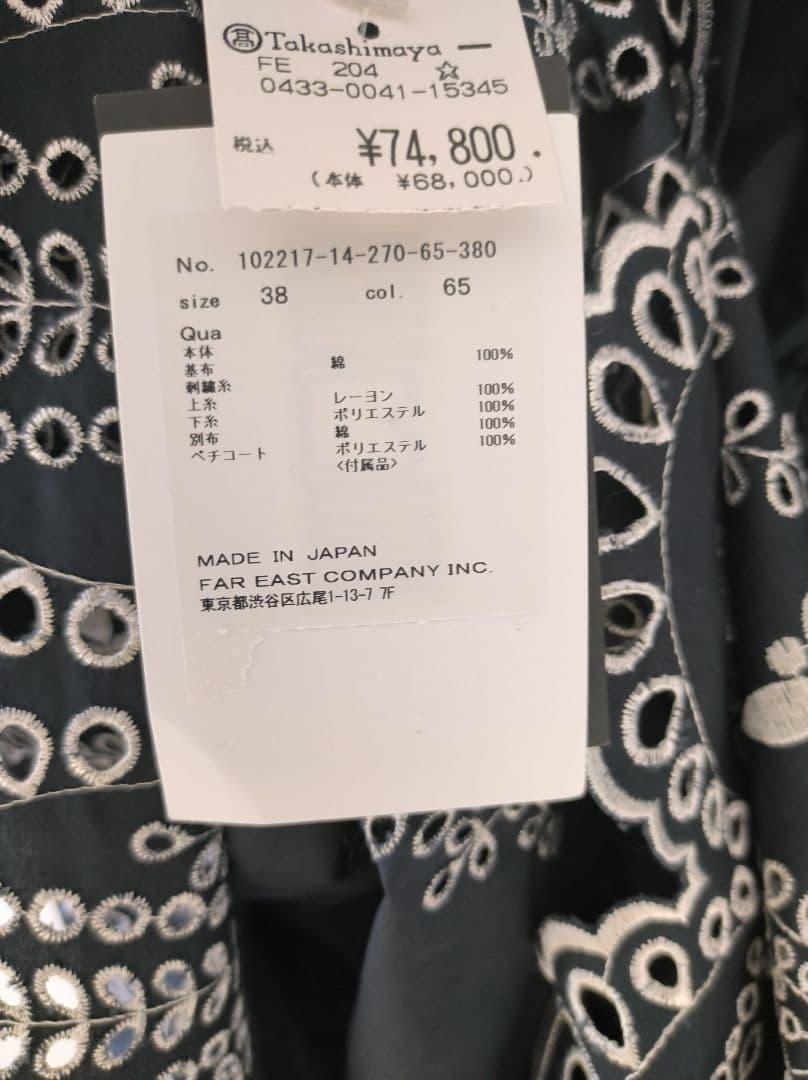 髙 Takashimaya
FE 204 ☆
0433-0041-15345
税込 ¥74,800.
(本体 ¥68,000.)
No. 102217-14-270-65-380
size 38 col. 65
Qua
本体
基布 綿 100%
刺繍糸
上糸 レーヨン 100%
下糸 ポリエステル 100%
別布 綿 100%
ペチコート ポリエステル 100%
<付属品>
MADE IN JAPAN
FAR EAST COMPANY INC.
東京都渋谷区広尾1-13-7 7F